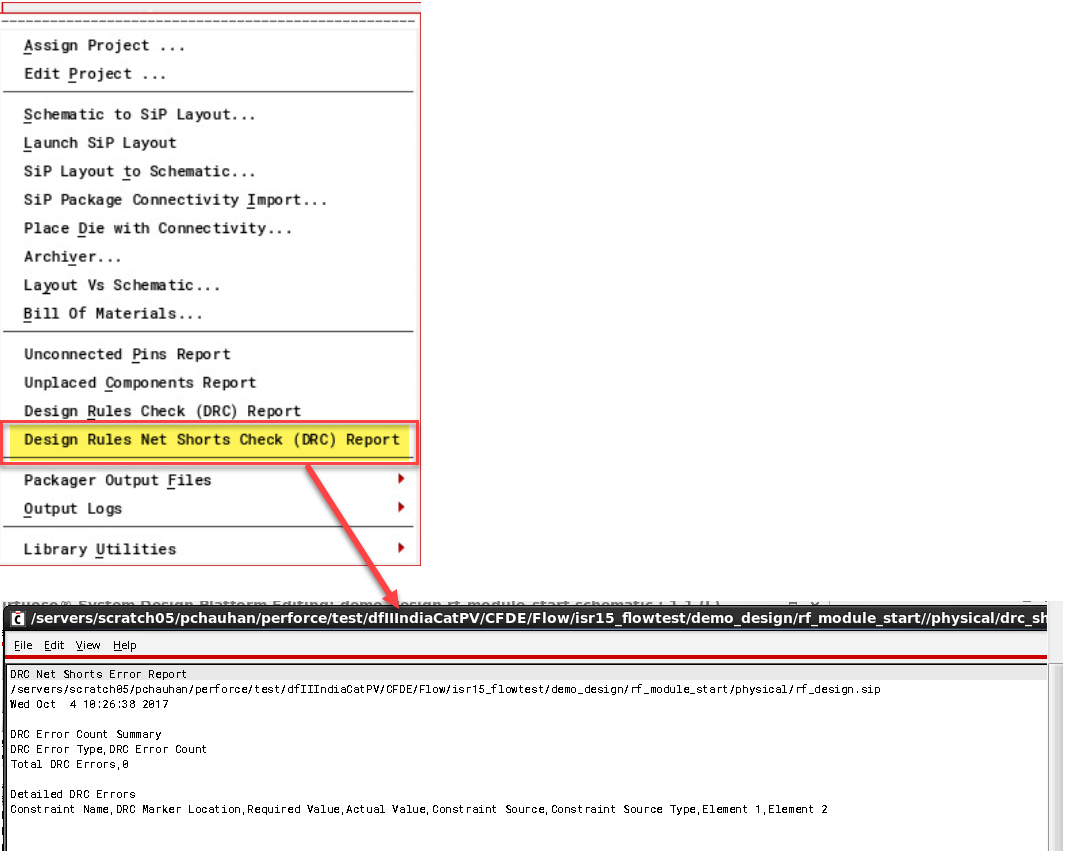 Assign Project ...
Edit Project ...
Schematic to SiP Layout...
Launch SiP Layout
SiP Layout to Schematic...
SiP Package Connectivity Import...
Place Die with Connectivity...
Archiver...
Layout Vs Schematic...
Bill Of Materials...
Unconnected Pins Report
Unplaced Components Report
Design Rules Check (DRC) Report
Design Rules Net Shorts Check (DRC) Report
Packager Output Files
Output Logs
Library Utilities
/servers/scratch05/pchauhan/perforce/test/dfIIIndiaCatPV/CFDE/Flow/isr15_flowtest/demo_design/rf_module_start//physical/drc_sh
File Edit View Help
DRC Net Shorts Error Report
/servers/scratch05/pchauhan/perforce/test/dfIIIndiaCatPV/CFDE/Flow/isr15_flowtest/demo_design/rf_module_start/physical/rf_design.sip
Wed Oct 4 10:26:38 2017
DRC Error Count Summary
DRC Error Type,DRC Error Count
Total DRC Errors,0
Detailed DRC Errors
Constraint Name,DRC Marker Location,Required Value,Actual Value,Constraint Source,Constraint Source Type,Element 1,Element 2